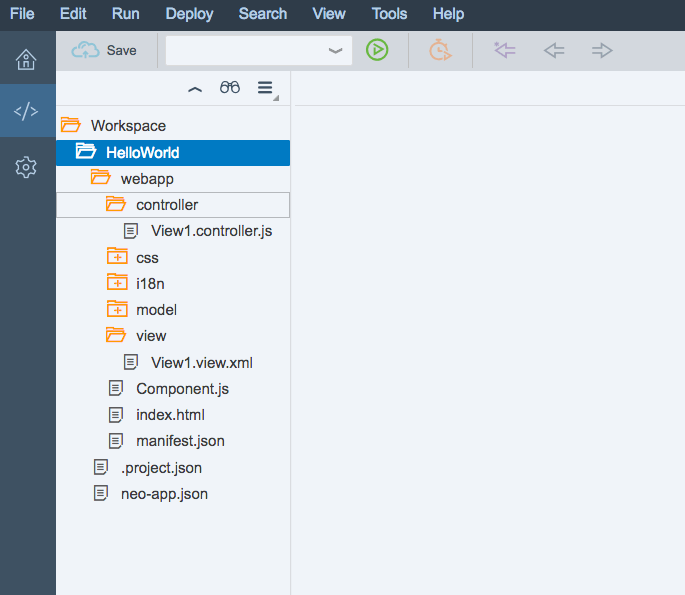 File Edit Run Deploy Search View Tools Help
Save
Workspace
HelloWorld
webapp
controller
View1.controller.js
css
i18n
model
view
View1.view.xml
Component.js
index.html
manifest.json
.project.json
neo-app.json